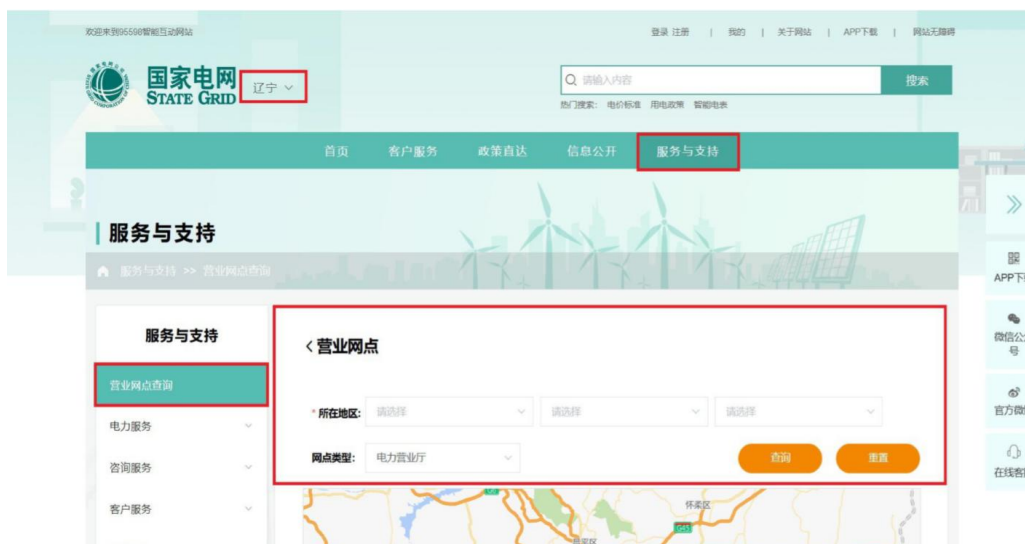 欢迎来到95598智能互动网站
登录 注册 | 我的 | 关于网站 | APP下载 | 网站无障碍
国家电网
STATE GRID
辽宁
请输入内容
搜索
热门搜索: 电价标准 用电政策 智能电表
首页 客户服务 政策直达 信息公开 服务与支持
服务与支持
服务与支持 >> 营业网点查询
APP下
微信公
号
官方微
在线客
服务与支持
营业网点查询
电力服务
咨询服务
客户服务
营业网点
* 所在地区: 请选择 请选择 请选择
网点类型: 电力营业厅
查询 重置
怀柔区